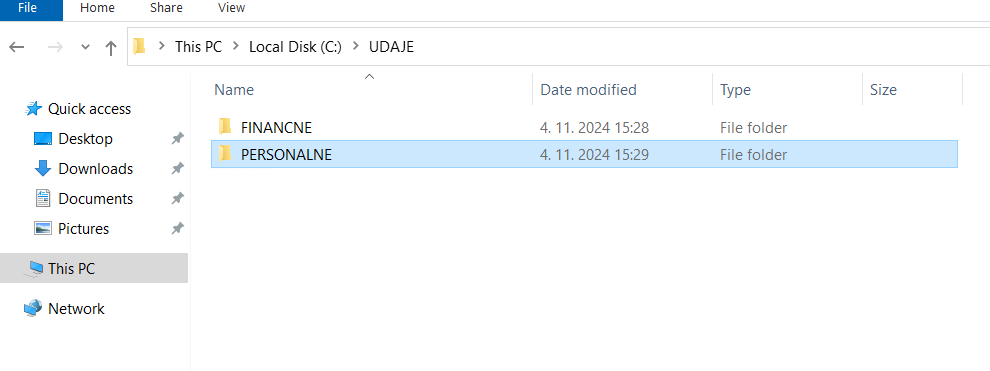 File Home Share View
This PC > Local Disk (C:) > UDAJE
Name Date modified Type Size
Quick access
FINANCNE 4. 11. 2024 15:28 File folder
Desktop
PERSONALNE 4. 11. 2024 15:29 File folder
Downloads
Documents
Pictures
This PC
Network